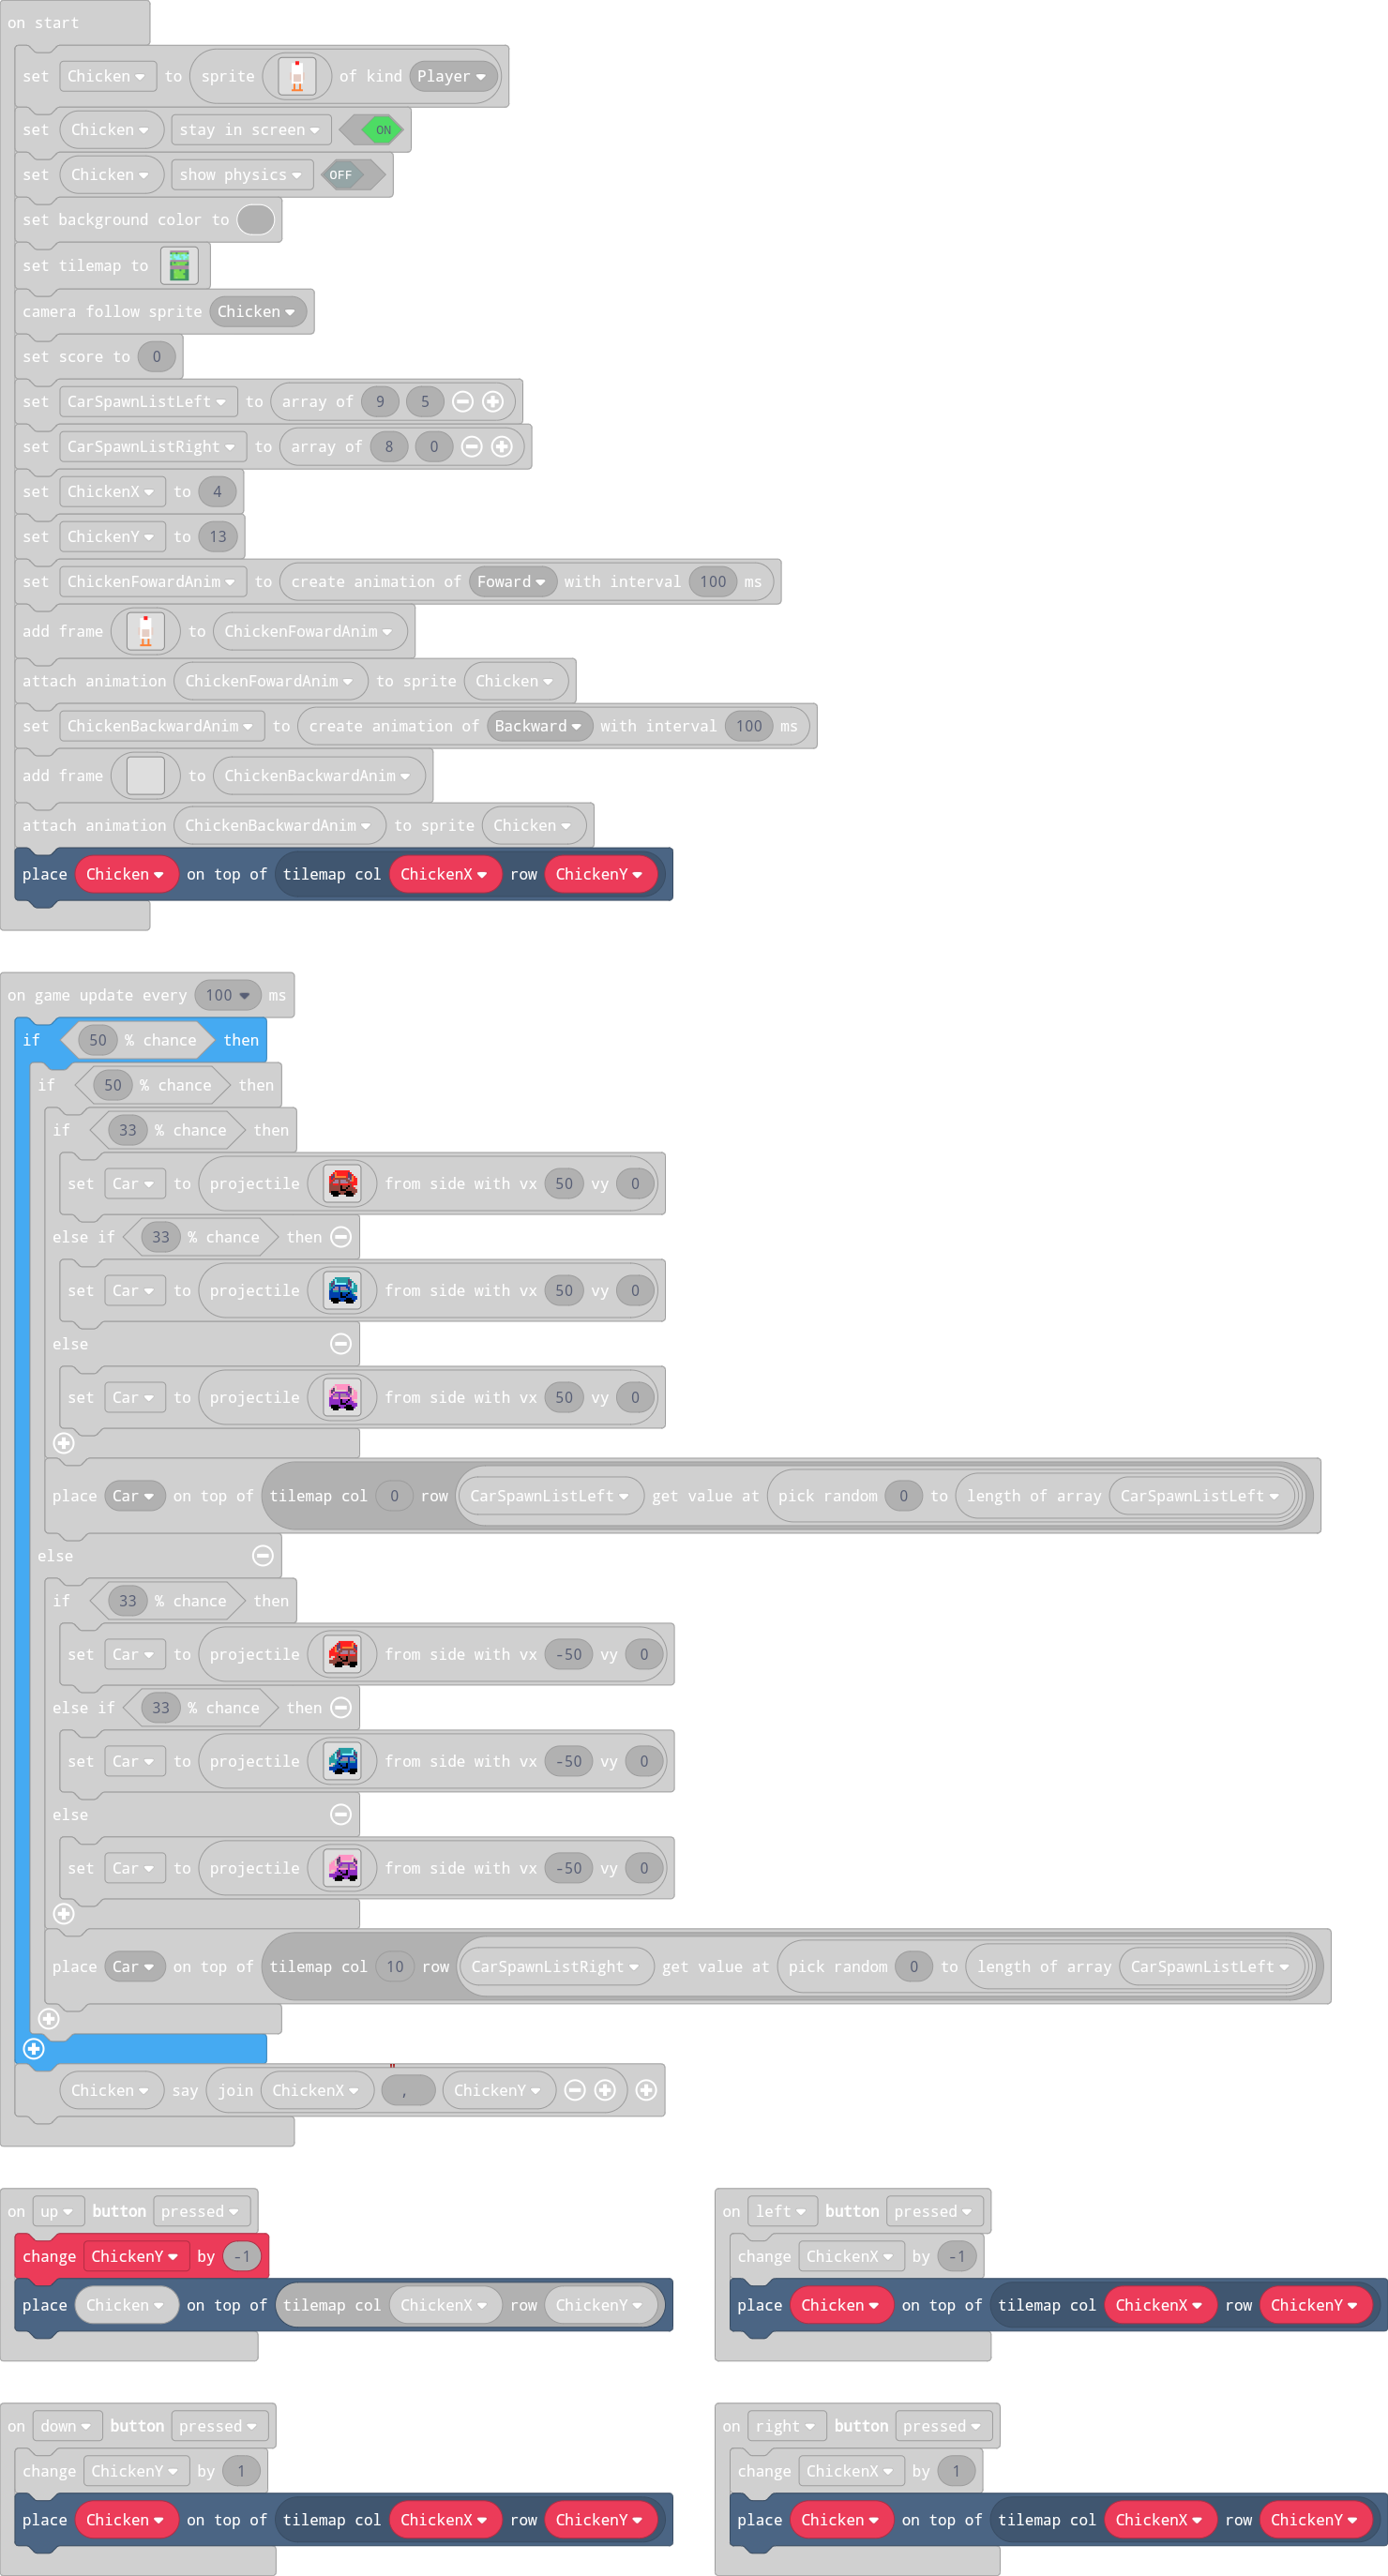 on start
set Chicken to sprite of kind Player
set Chicken stay in screen ON
set Chicken show physics OFF
set background color to
set tilemap to
camera follow sprite Chicken
set score to 0
set CarSpawnListLeft to array of 9 5
set CarSpawnListRight to array of 8 0
set ChickenX to 4
set ChickenY to 13
set ChickenFowardAnim to create animation of Foward with interval 100 ms
add frame to ChickenFowardAnim
attach animation ChickenFowardAnim to sprite Chicken
set ChickenBackwardAnim to create animation of Backward with interval 100 ms
add frame to ChickenBackwardAnim
attach animation ChickenBackwardAnim to sprite Chicken
place Chicken on top of tilemap col ChickenX row ChickenY
on game update every 100 ms
if 50 % chance then
if 50 % chance then
if 33 % chance then
set Car to projectile from side with vx 50 vy 0
else if 33 % chance then
set Car to projectile from side with vx 50 vy 0
else
set Car to projectile from side with vx 50 vy 0
place Car on top of tilemap col 0 row CarSpawnListLeft get value at pick random 0 to length of array CarSpawnListLeft
else
if 33 % chance then
set Car to projectile from side with vx -50 vy 0
else if 33 % chance then
set Car to projectile from side with vx -50 vy 0
else
set Car to projectile from side with vx -50 vy 0
place Car on top of tilemap col 10 row CarSpawnListRight get value at pick random 0 to length of array CarSpawnListLeft
Chicken say join ChickenX " , ChickenY
on up button pressed
change ChickenY by -1
place Chicken on top of tilemap col ChickenX row ChickenY
on left button pressed
change ChickenX by -1
place Chicken on top of tilemap col ChickenX row ChickenY
on down button pressed
change ChickenY by 1
place Chicken on top of tilemap col ChickenX row ChickenY
on right button pressed
change ChickenX by 1
place Chicken on top of tilemap col ChickenX row ChickenY